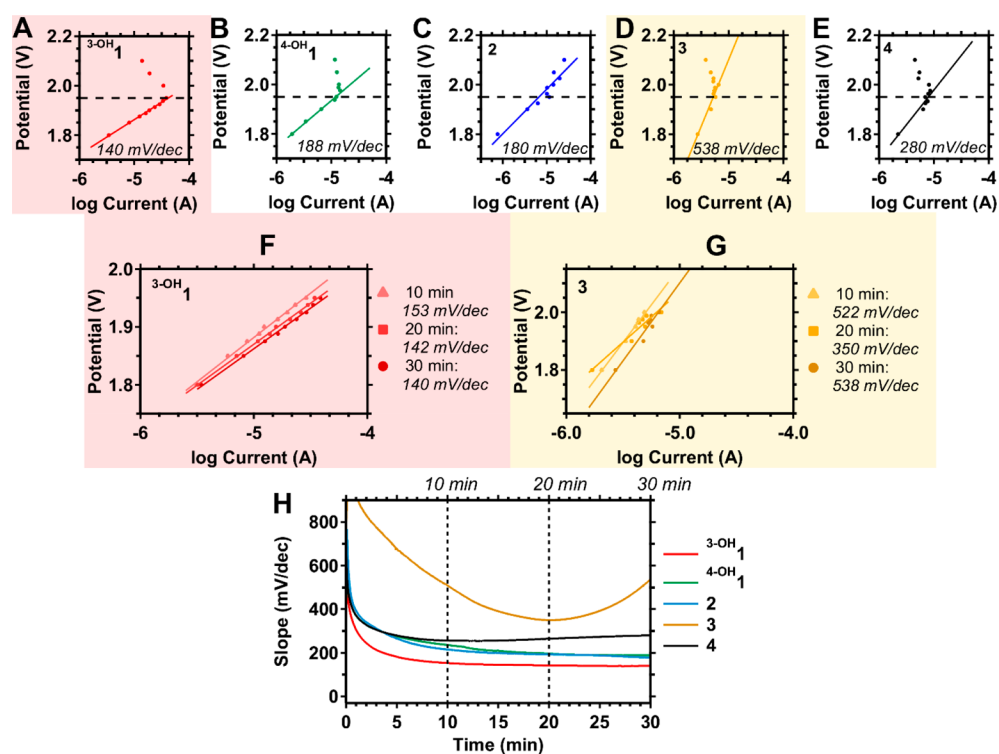 A
B
C
D
E
3-OH1
4-OH1
2
3
4
Potential (V)
2.2
2.0
1.8
140 mV/dec
-6
-5
-4
log Current (A)
Potential (V)
2.2
2.0
1.8
188 mV/dec
-6
-5
-4
log Current (A)
Potential (V)
2.2
2.0
1.8
180 mV/dec
-6
-5
-4
log Current (A)
Potential (V)
2.2
2.0
1.8
538 mV/dec
-6
-5
-4
log Current (A)
Potential (V)
2.2
2.0
1.8
280 mV/dec
-6
-5
-4
log Current (A)
F
3-OH1
Potential (V)
2.0
1.9
1.8
-6
-5
-4
log Current (A)
10 min
153 mV/dec
20 min:
142 mV/dec
30 min:
140 mV/dec
G
3
Potential (V)
2.0
1.8
-6.0
-5.0
-4.0
log Current (A)
10 min:
522 mV/dec
20 min:
350 mV/dec
30 min:
538 mV/dec
H
10 min
20 min
30 min
Slope (mV/dec)
800
600
400
200
0
0
5
10
15
20
25
30
Time (min)
3-OH1
4-OH1
2
3
4